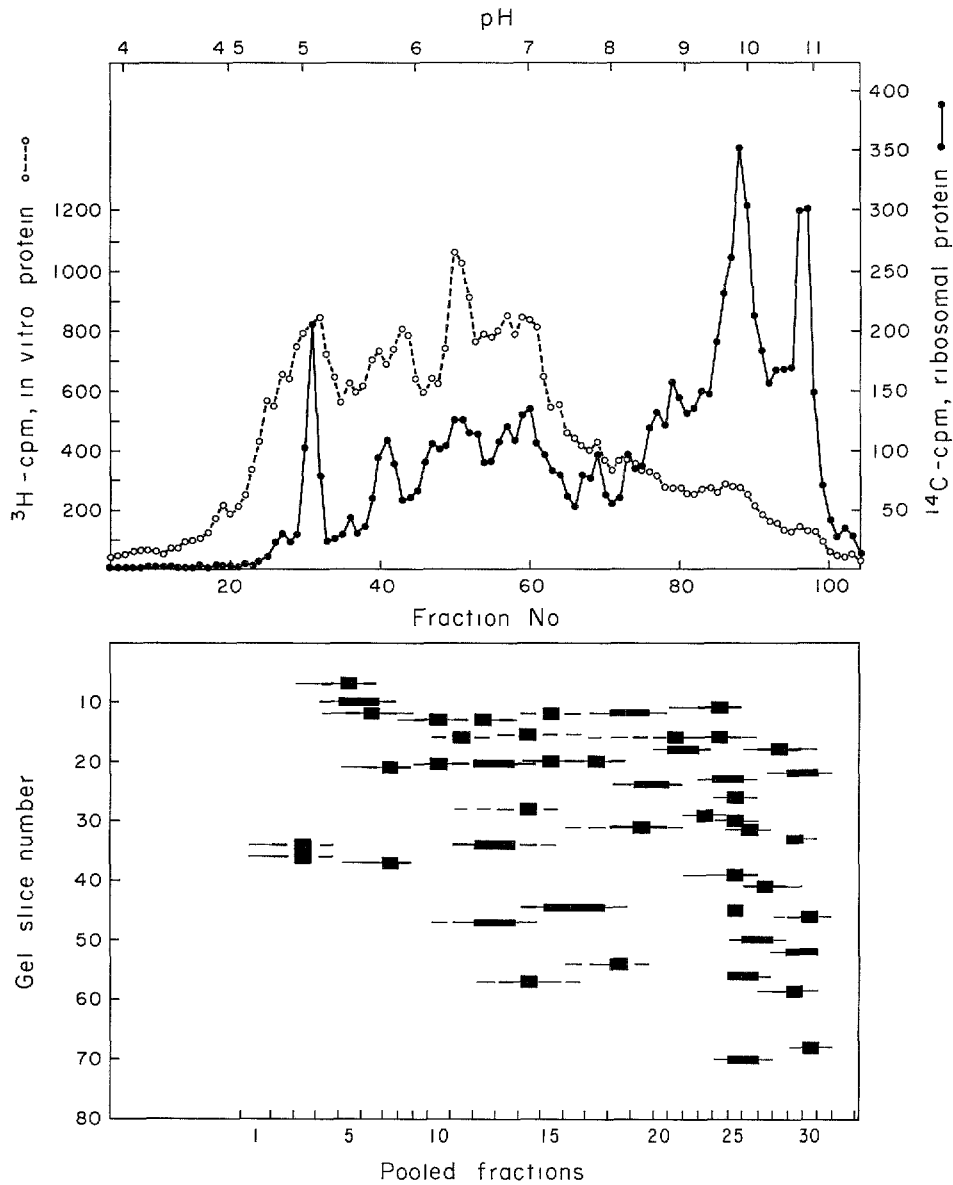 pH
4 4 5 5 6 7 8 9 10 11
³H-cpm, in vitro protein
1200
1000
800
600
400
200
400
350
300
250
200
150
100
50
¹⁴C-cpm, ribosomal protein
20 40 60 80 100
Fraction No
Gel slice number
10
20
30
40
50
60
70
80
1 5 10 15 20 25 30
Pooled fractions